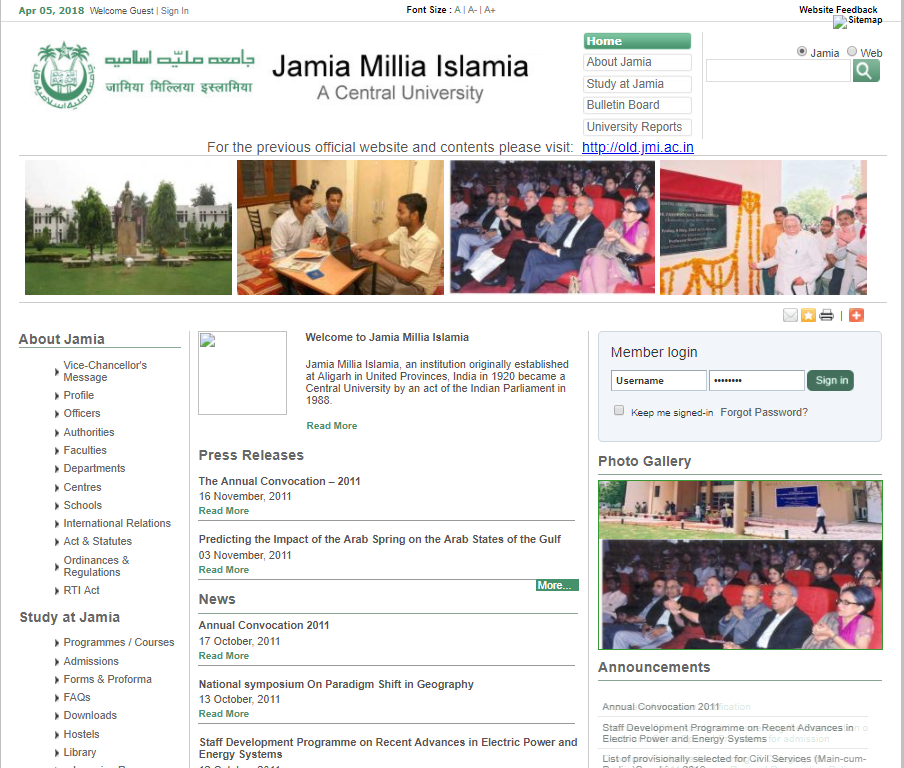 Apr 05, 2018 Welcome Guest | Sign In
Font Size : A | A- | A+
Website Feedback
Sitemap
جامعہ ملیہ اسلامیہ
जामिया मिल्लिया इस्लामिया
Jamia Millia Islamia
A Central University
Home
About Jamia
Study at Jamia
Bulletin Board
University Reports
Jamia Web
For the previous official website and contents please visit: http://old.jmi.ac.in
About Jamia
Vice-Chancellor's
Message
Profile
Officers
Authorities
Faculties
Departments
Centres
Schools
International Relations
Act & Statutes
Ordinances &
Regulations
RTI Act
Study at Jamia
Programmes / Courses
Admissions
Forms & Proforma
FAQs
Downloads
Hostels
Library
Welcome to Jamia Millia Islamia
Jamia Millia Islamia, an institution originally established
at Aligarh in United Provinces, India in 1920 became a
Central University by an act of the Indian Parliament in
1988.
Read More
Press Releases
The Annual Convocation – 2011
16 November, 2011
Read More
Predicting the Impact of the Arab Spring on the Arab States of the Gulf
03 November, 2011
Read More
More...
News
Annual Convocation 2011
17 October, 2011
Read More
National symposium On Paradigm Shift in Geography
13 October, 2011
Read More
Staff Development Programme on Recent Advances in Electric Power and
Energy Systems
Member login
Username ••••••••
Sign in
Keep me signed-in Forgot Password?
Photo Gallery
Announcements
Annual Convocation 2011
Staff Development Programme on Recent Advances in
Electric Power and Energy Systems
List of provisionally selected for Civil Services (Main-cum-